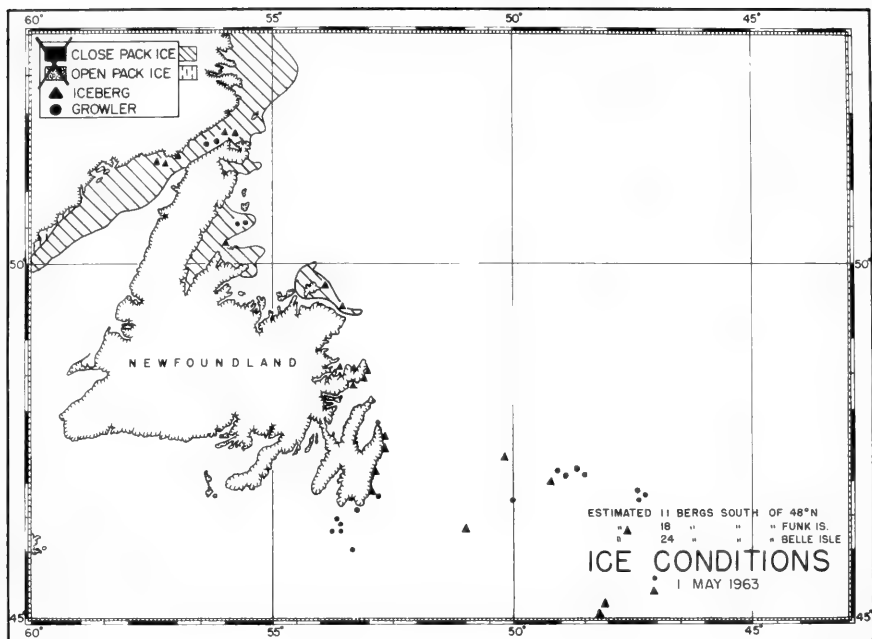 60° 55° 50° 45°
CLOSE PACK ICE
OPEN PACK ICE
ICEBERG
GROWLER
50° 50°
NEWFOUNDLAND
ESTIMATED 11 BERGS SOUTH OF 48°N
" 18 " " " FUNK IS.
" 24 " " " BELLE ISLE
ICE CONDITIONS
1 MAY 1963
45° 45°
60° 55° 50° 45°